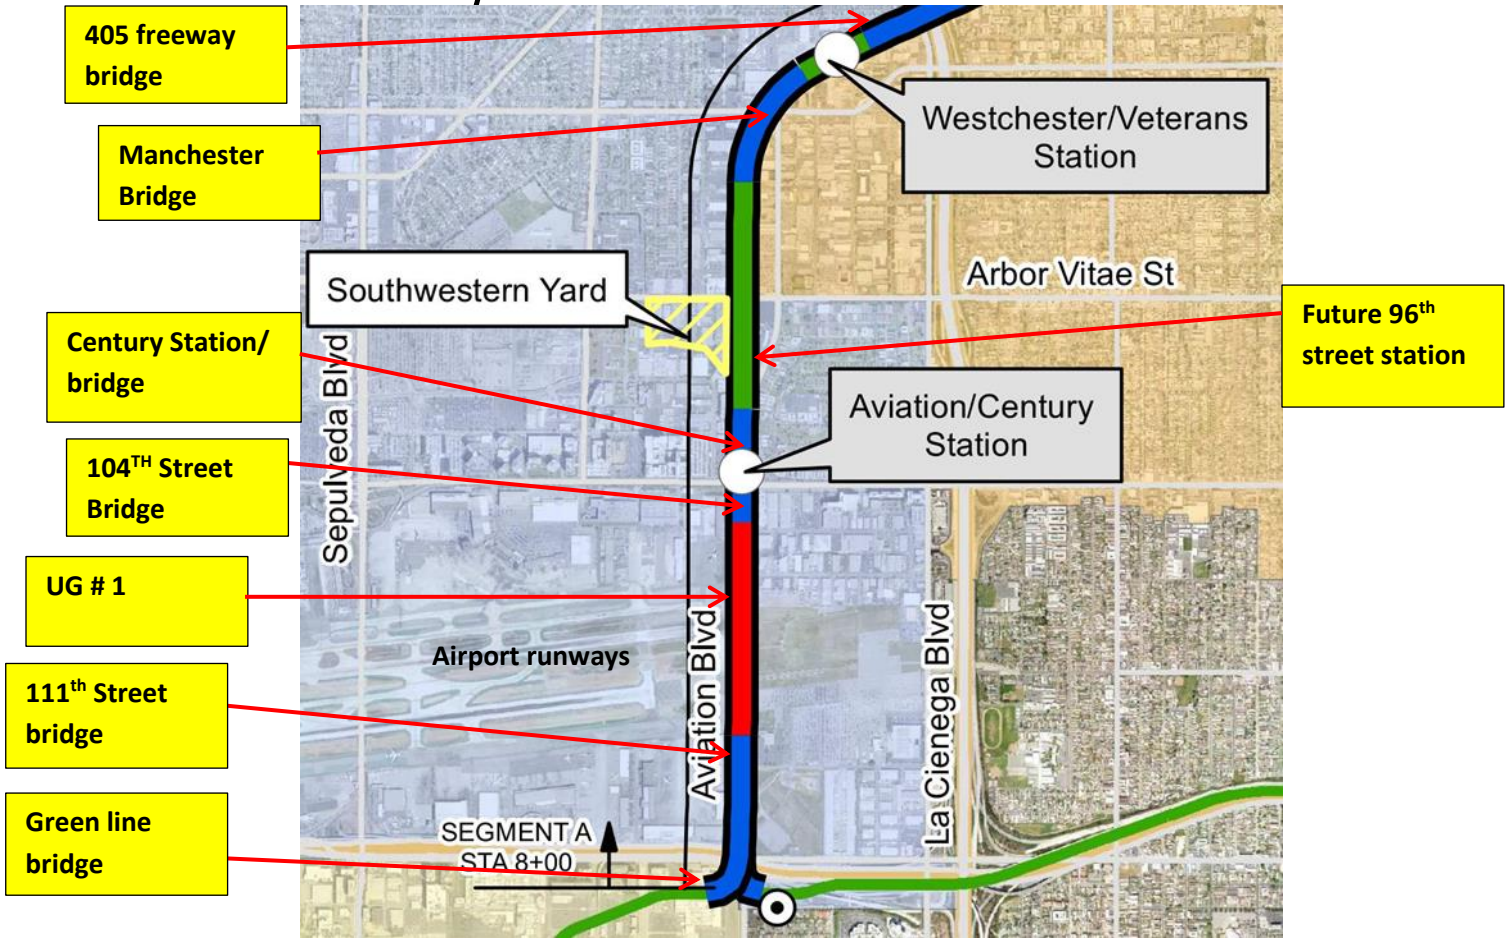 405 freeway
bridge
Manchester
Bridge
Westchester/Veterans
Station
Southwestern Yard
Arbor Vitae St
Century Station/
bridge
Future 96th
street station
Sepulveda Blvd
Aviation/Century
Station
104TH Street
Bridge
UG # 1
Airport runways
Aviation Blvd
La Cienega Blvd
111th Street
bridge
Green line
bridge
SEGMENT A
STA 8+00